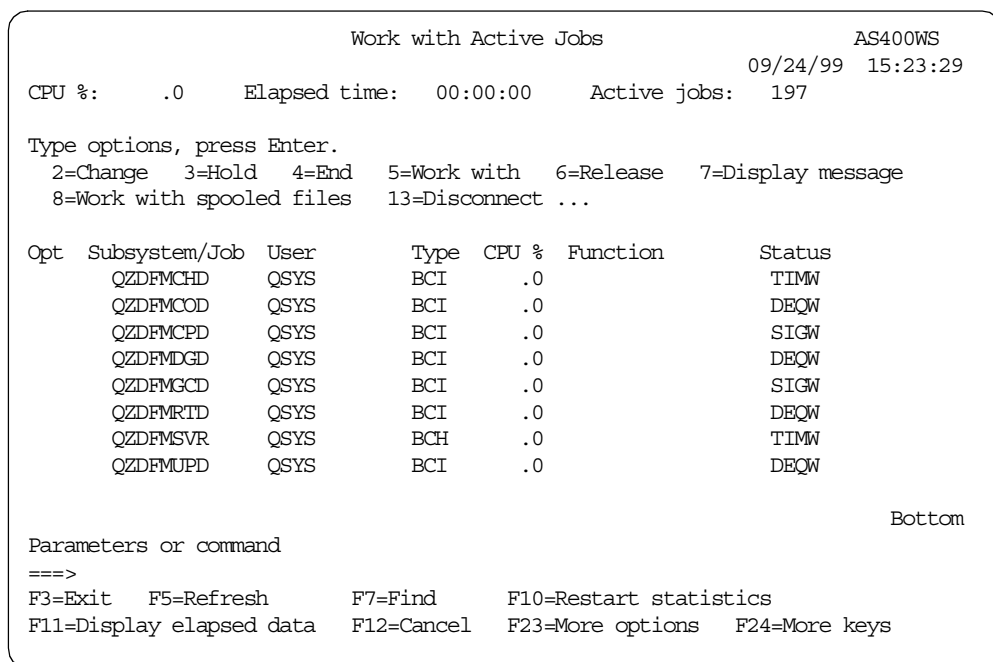 Work with Active Jobs AS400WS
09/24/99 15:23:29
CPU %: .0 Elapsed time: 00:00:00 Active jobs: 197
Type options, press Enter.
2=Change 3=Hold 4=End 5=Work with 6=Release 7=Display message
8=Work with spooled files 13=Disconnect ...
Opt Subsystem/Job User Type CPU % Function Status
QZDFMCHD QSYS BCI .0 TIMW
QZDFMCOD QSYS BCI .0 DEQW
QZDFMCPD QSYS BCI .0 SIGW
QZDFMDGD QSYS BCI .0 DEQW
QZDFMGCD QSYS BCI .0 SIGW
QZDFMRTD QSYS BCI .0 DEQW
QZDFMSVR QSYS BCH .0 TIMW
QZDFMUPD QSYS BCI .0 DEQW
Bottom
Parameters or command
===>
F3=Exit F5=Refresh F7=Find F10=Restart statistics
F11=Display elapsed data F12=Cancel F23=More options F24=More keys